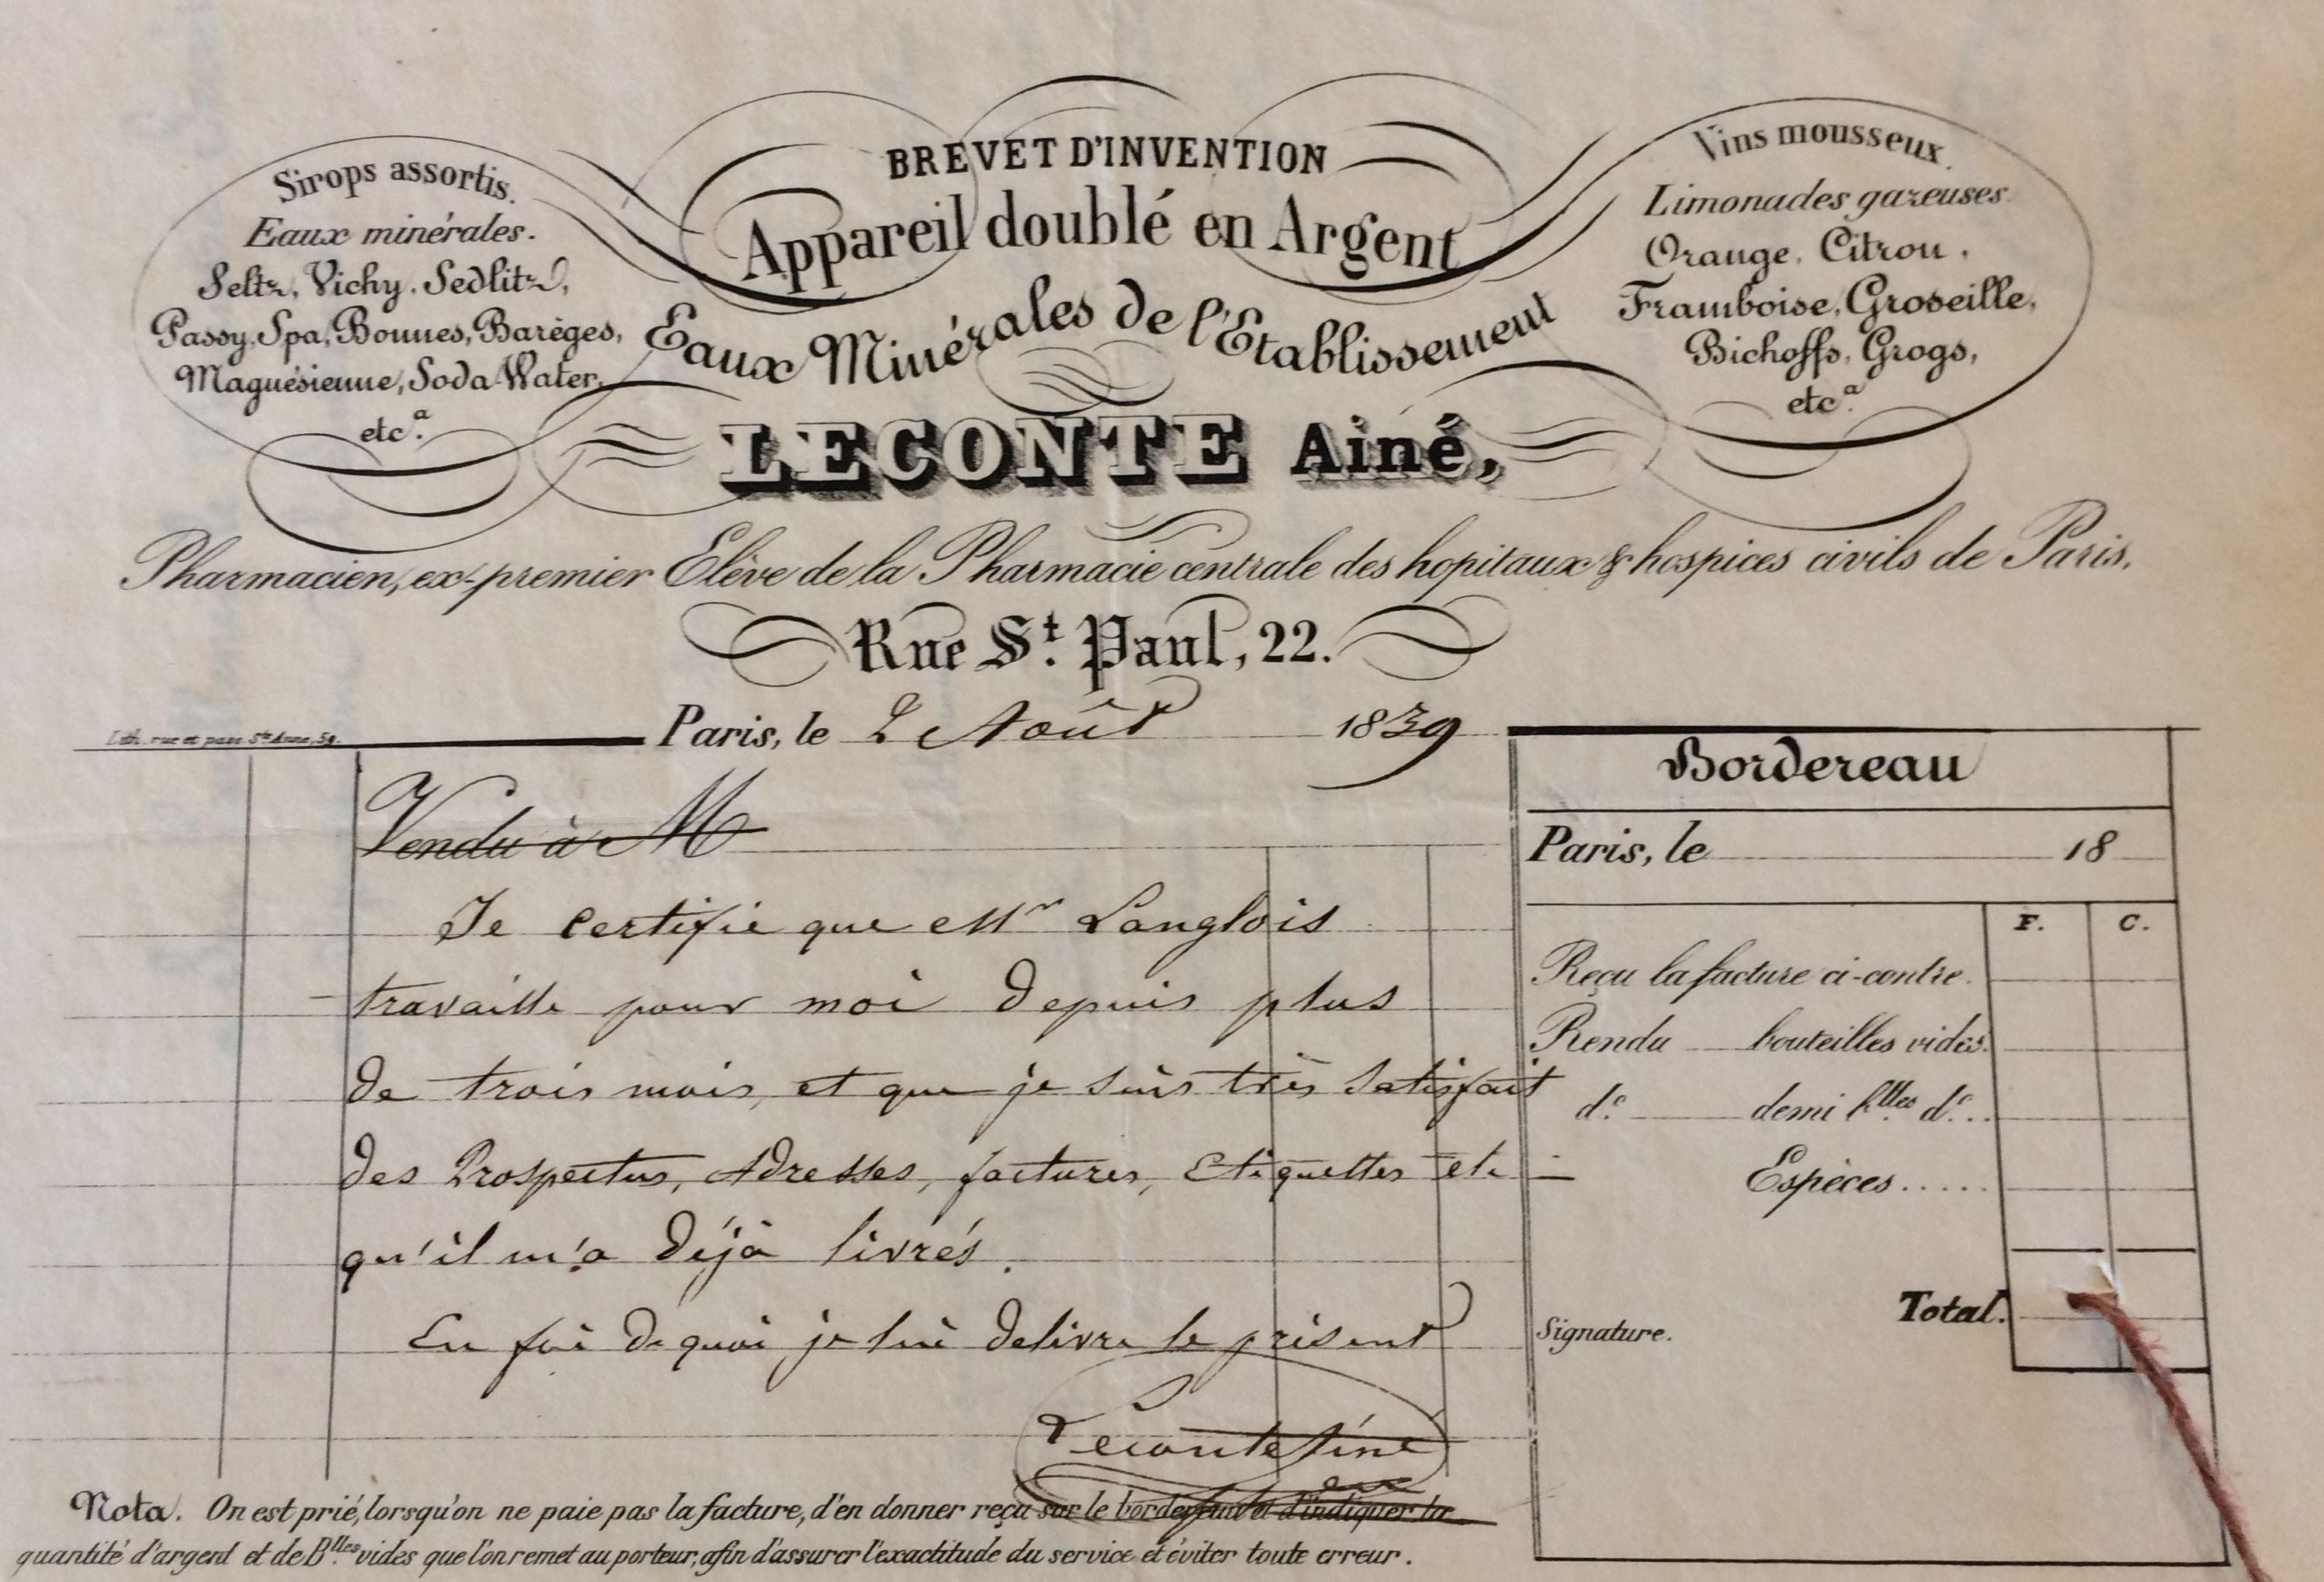 BREVET D'INVENTION
Appareil doublé en Argent
Eaux Minérales de l'Etablissement
LECONTE Ainé,
Sirops assortis.
Eaux minérales.
Seltz, Vichy, Sedlitz,
Passy, Spa, Bonnes, Barèges,
Magnésienne, Soda-Water,
etc.a
Vins mousseux.
Limonades gazeuses.
Orange, Citron,
Framboise, Groseille,
Bichoffs, Grogs,
etc.a
Pharmacien, ex-premier Elève de la Pharmacie centrale des hopitaux & hospices civils de Paris.
Rue St. Paul, 22.
Lith. rue et pass. Ste Anne, 59.
Paris, le 2 Août 1839
Vendu à M
Je certifie que Mr Langlois
travaille pour moi depuis plus
de trois mois, et que je suis très satisfait
des Prospectus, Adresses, factures, Etiquettes etc
qu'il m'a déjà livrés.
En foi de quoi je lui delivre le présent
Leconte Ainé
Bordereau
Paris, le 18
F. C.
Reçu la facture ci-contre.
Rendu bouteilles vides.
d.o demi b.lles d.o..
Espèces.....
Total.
Signature.
Nota. On est prié, lorsqu'on ne paie pas la facture, d'en donner reçu sur le bordereau et d'indiquer la
quantité d'argent et de B.lles vides que l'on remet au porteur, afin d'assurer l'exactitude du service et éviter toute erreur.